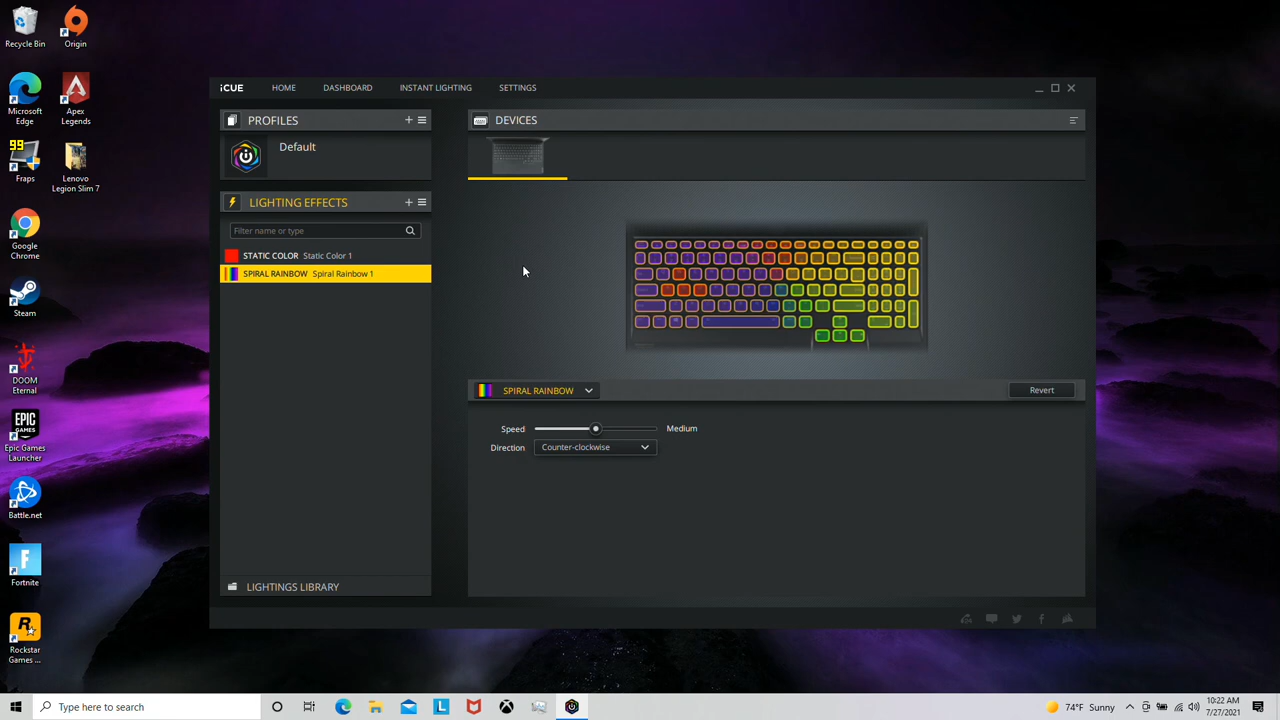 Recycle Bin
Origin
Microsoft
Edge
Apex
Legends
99
Fraps
Lenovo
Legion Slim 7
Google
Chrome
Steam
DOOM
Eternal
EPIC
GAMES
Epic Games
Launcher
Battle.net
Fortnite
Rockstar
Games ...
iCUE
HOME
DASHBOARD
INSTANT LIGHTING
SETTINGS
PROFILES
Default
LIGHTING EFFECTS
Filter name or type
STATIC COLOR Static Color 1
SPIRAL RAINBOW Spiral Rainbow 1
LIGHTINGS LIBRARY
DEVICES
SPIRAL RAINBOW
Revert
Speed
Medium
Direction
Counter-clockwise
Type here to search
L
74°F Sunny
10:22 AM
7/27/2021